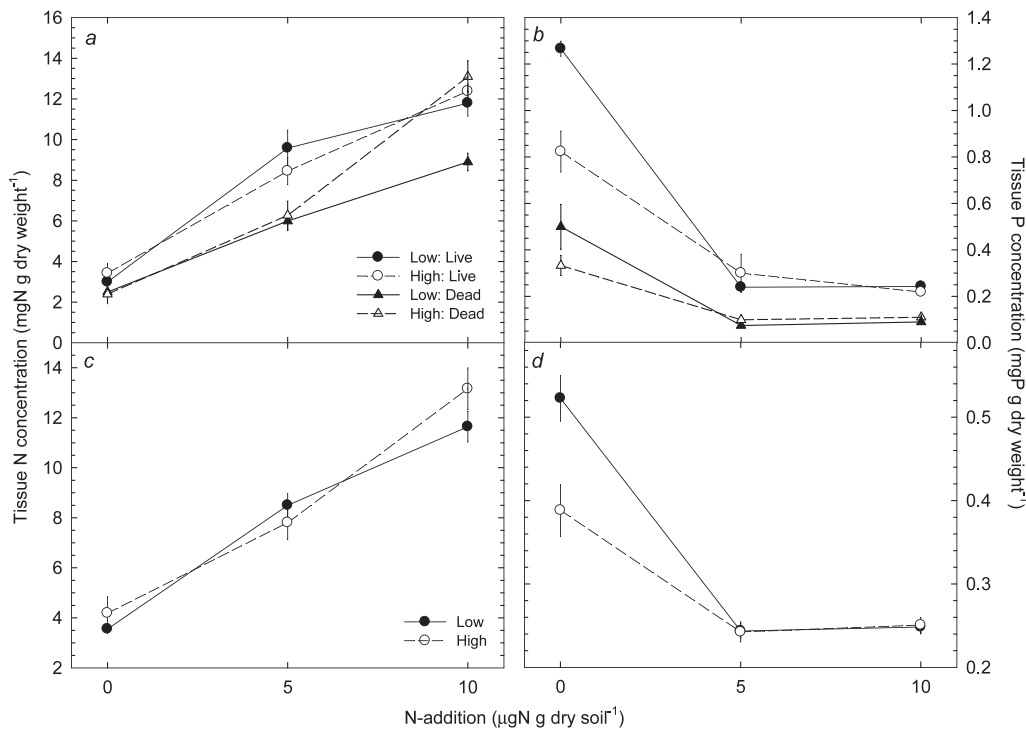 a
16
14
12
10
8
6
4
2
0
Low: Live
High: Live
Low: Dead
High: Dead
b
1.4
1.2
1.0
0.8
0.6
0.4
0.2
0.0
Tissue N concentration (mgN g dry weight⁻¹)
Tissue P concentration (mgP g dry weight⁻¹)
c
14
12
10
8
6
4
2
Low
High
d
0.5
0.4
0.3
0.2
0
5
10
0
5
10
N-addition (µgN g dry soil⁻¹)